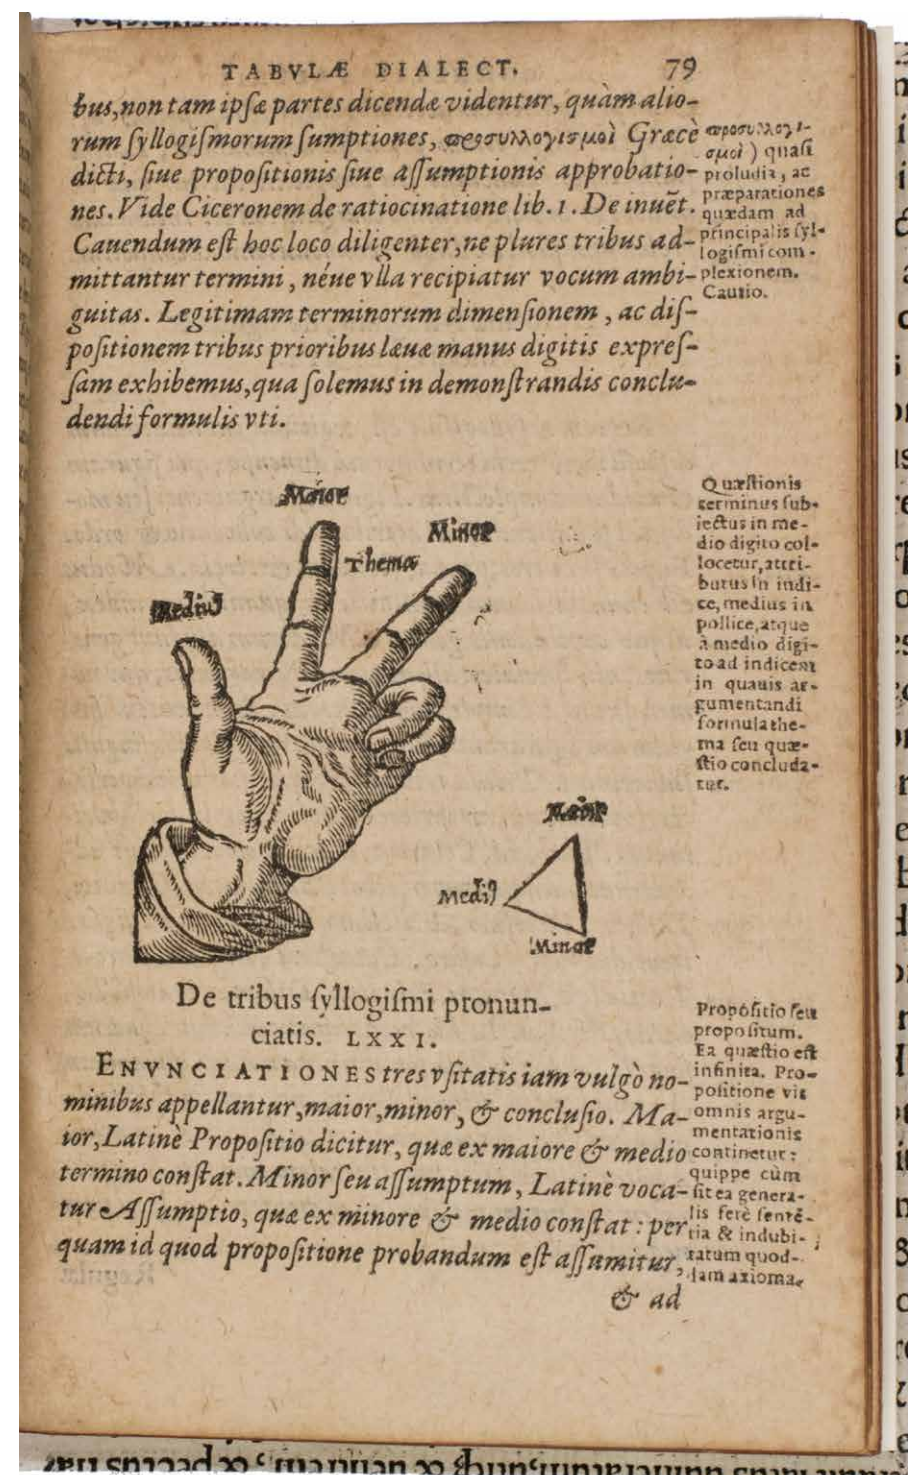 TABVLÆ DIALECT. 79
bus, non tam ipsæ partes dicendæ videntur, quàm alio-
rum syllogismorum sumptiones, προσυλλογισμοὶ Græcè
dicti, siue propositionis siue assumptionis approbatio-
nes. Vide Ciceronem de ratiocinatione lib. 1. De inuẽt.
Cauendum est hoc loco diligenter, ne plures tribus ad-
mittantur termini, néue vlla recipiatur vocum ambi-
guitas. Legitimam terminorum dimensionem, ac dis-
positionem tribus prioribus læuæ manus digitis expres-
sam exhibemus, qua solemus in demonstrandis conclu-
dendi formulis vti.
προσυλλογι-
σμοὶ) quasi
proludia, ac
præparationes
quædam ad
principalis syl-
logismi com-
plexionem.
Cautio.
Maior
Minor
Thema
Medius
Quæstionis
terminus sub-
iectus in me-
dio digito col-
locetur, attri-
butus in indi-
ce, medius in
pollice, atque
à medio digi-
to ad indicem
in quauis ar-
gumentandi
formula the-
ma seu quæ-
stio concluda-
tur.
Maior
Medius
Minor
De tribus syllogismi pronun-
ciatis. LXXI.
ENVNCIATIONES tres vsitatis iam vulgò no-
minibus appellantur, maior, minor, & conclusio. Ma-
ior, Latinè Propositio dicitur, quæ ex maiore & medio
termino constat. Minor seu assumptum, Latinè voca-
tur Assumptio, quæ ex minore & medio constat: per
quam id quod propositione probandum est assumitur,
& ad
Propositio seu
propositum.
Ea quæstio est
infinita. Pro-
positione vis
omnis argu-
mentationis
continetur:
quippe cùm
sit ea genera-
lis ferè sentẽ-
tia & indubi-
tatum quod-
dam axioma.